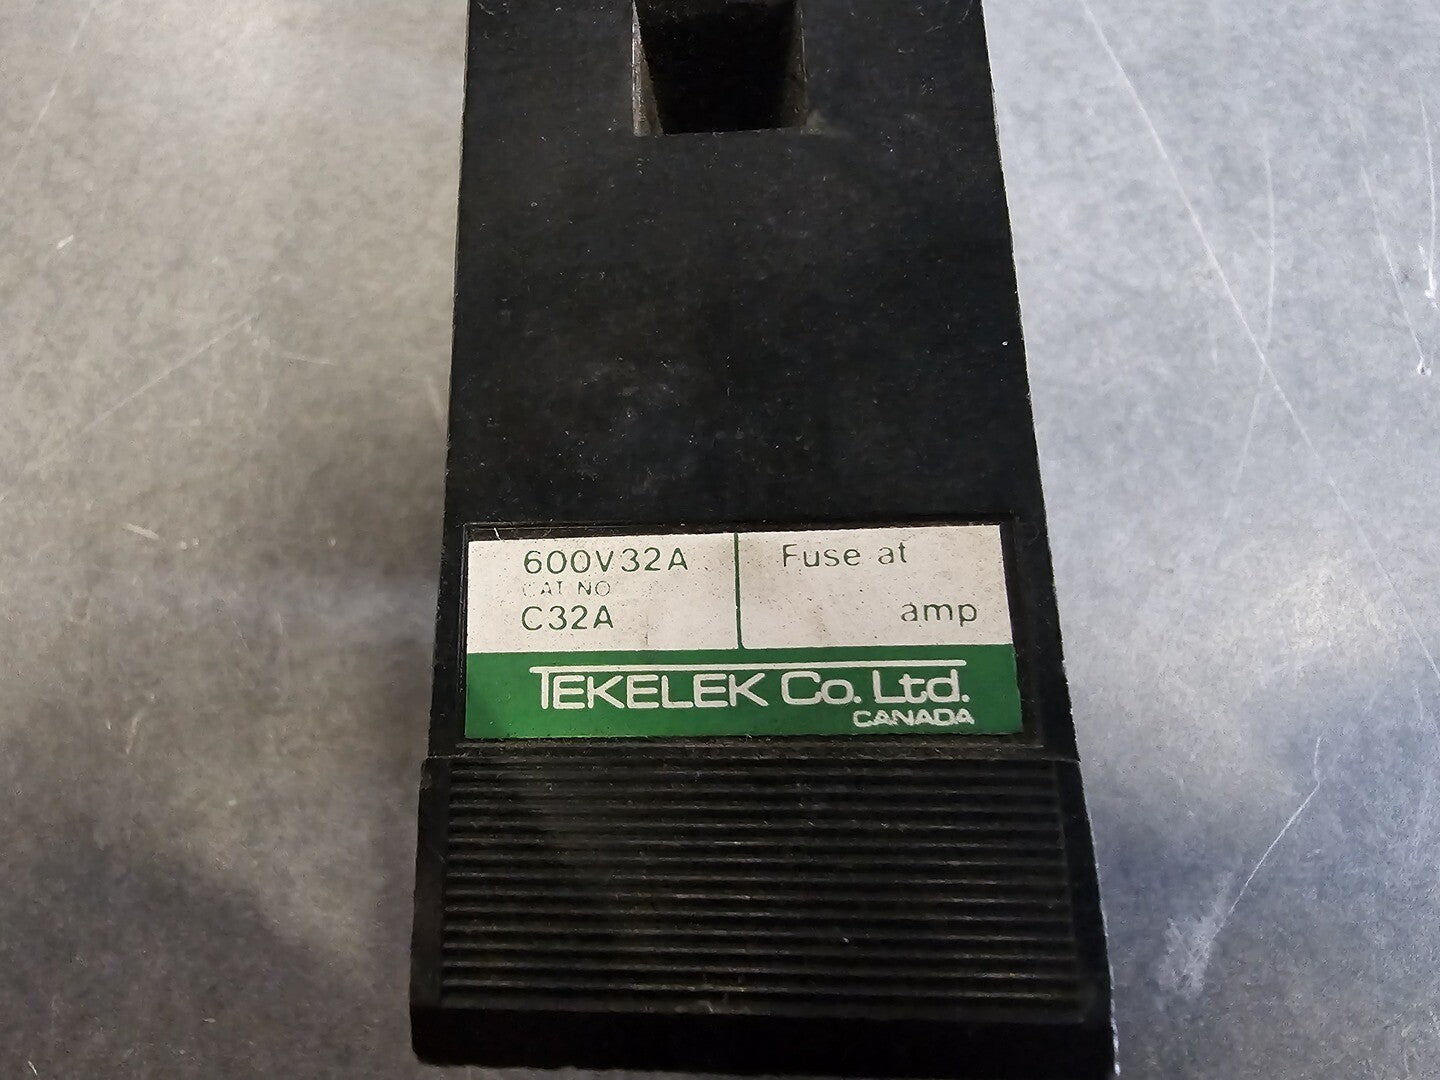 600V32A
CAT NO
C32A
Fuse at
amp
TEKELEK Co. Ltd.
CANADA